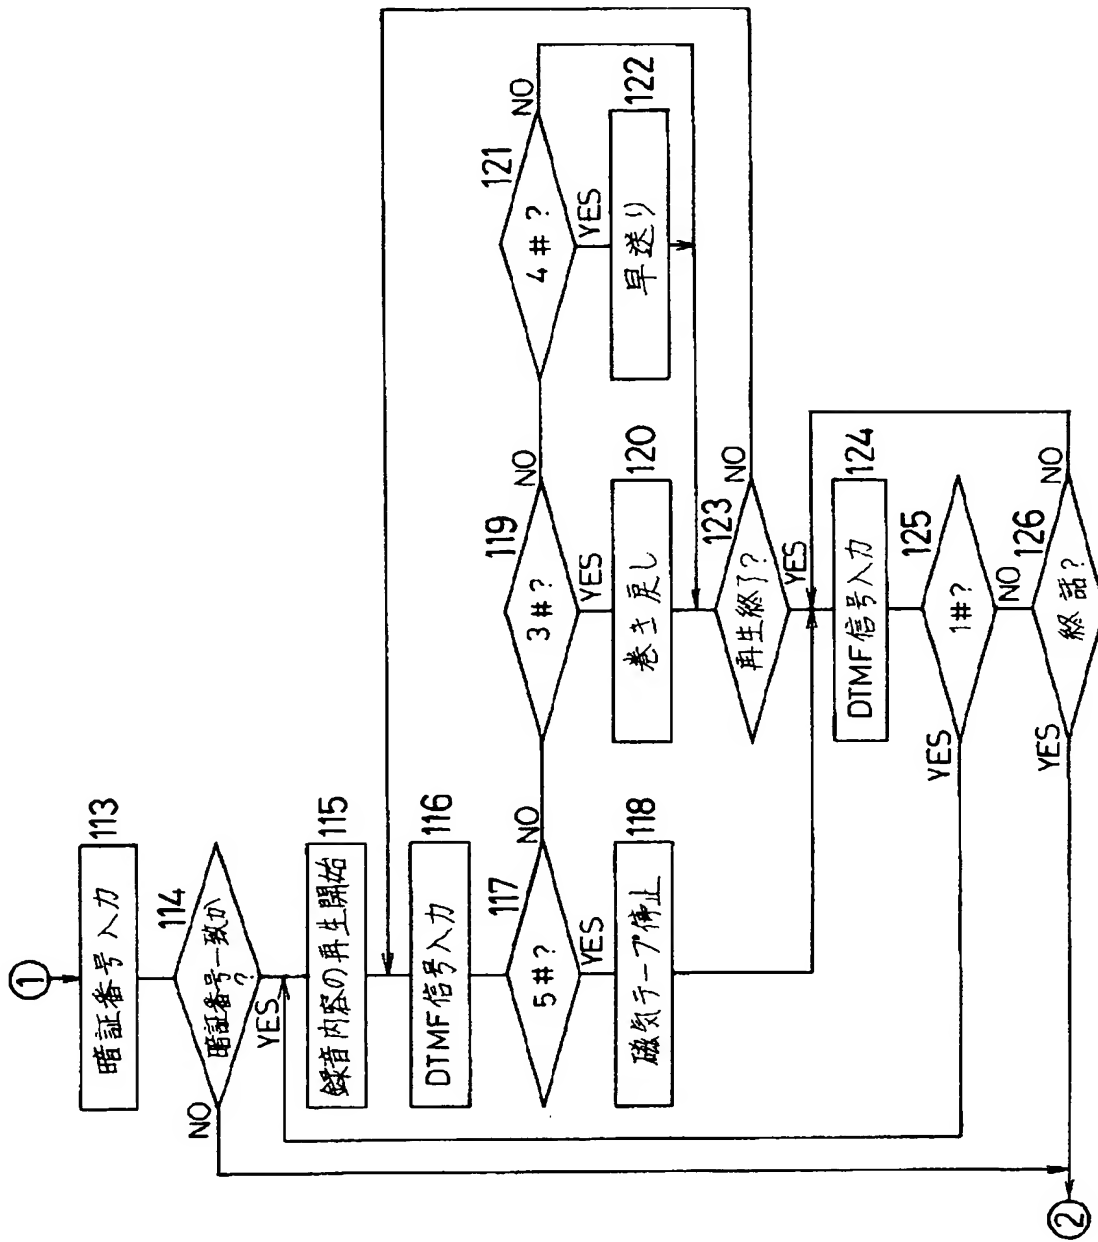 ①
暗証番号入力
113
暗証番号一致か
?
114
NO
YES
録音内容の再生開始
115
DTMF信号入力
116
5#?
117
NO
YES
磁気テープ停止
118
3#?
119
NO
YES
巻き戻し
120
4#?
121
NO
YES
早送り
122
再生終了?
123
NO
YES
DTMF信号入力
124
1#?
125
YES
NO
終話?
126
NO
YES
②